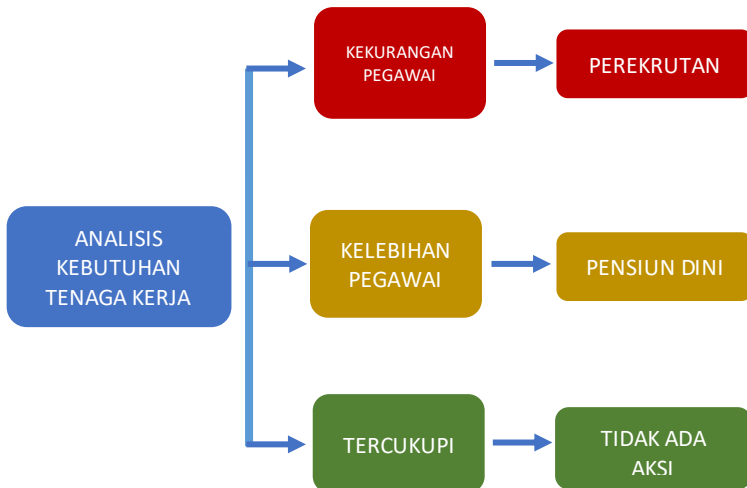 KEKURANGAN
PEGAWAI
PEREKRUTAN
ANALISIS
KEBUTUHAN
TENAGA KERJA
KELEBIHAN
PEGAWAI
PENSIUN DINI
TERCUKUPI
TIDAK ADA
AKSI